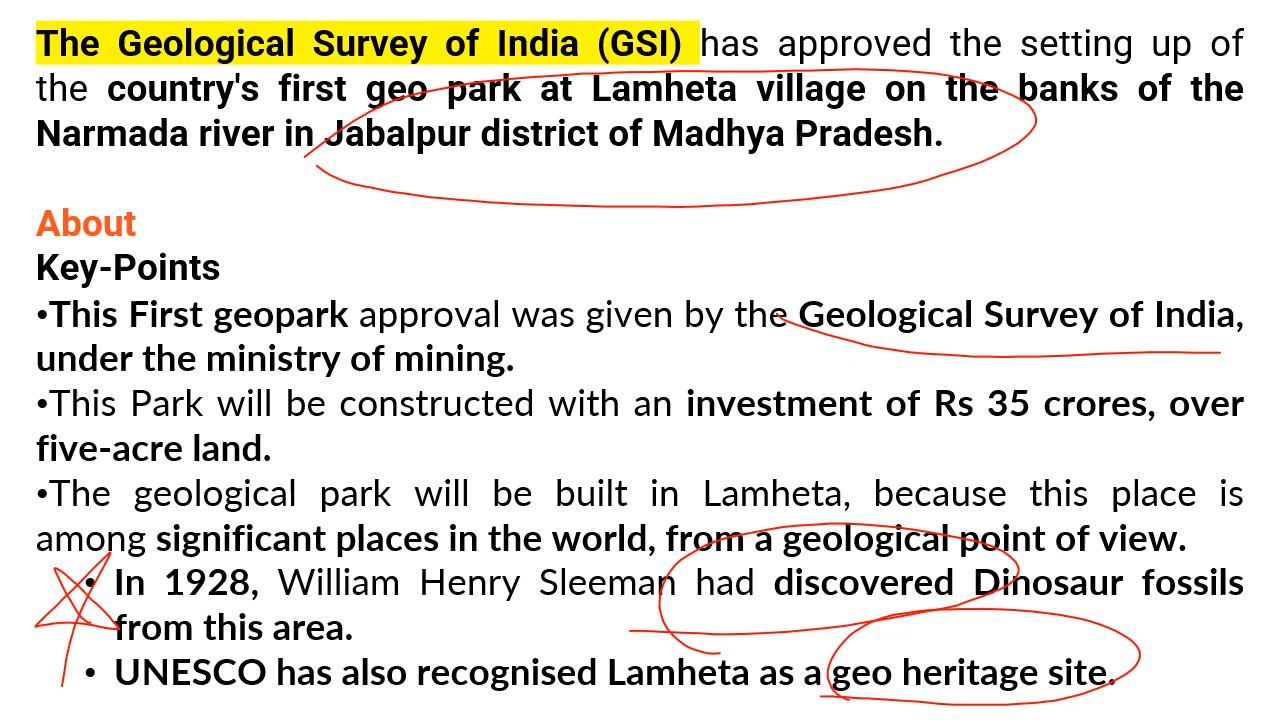 The Geological Survey of India (GSI) has approved the setting up of
the country's first geo park at Lamheta village on the banks of the
Narmada river in Jabalpur district of Madhya Pradesh.
About
Key-Points
•This First geopark approval was given by the Geological Survey of India,
under the ministry of mining.
•This Park will be constructed with an investment of Rs 35 crores, over
five-acre land.
•The geological park will be built in Lamheta, because this place is
among significant places in the world, from a geological point of view.
• In 1928, William Henry Sleeman had discovered Dinosaur fossils
from this area.
• UNESCO has also recognised Lamheta as a geo heritage site.